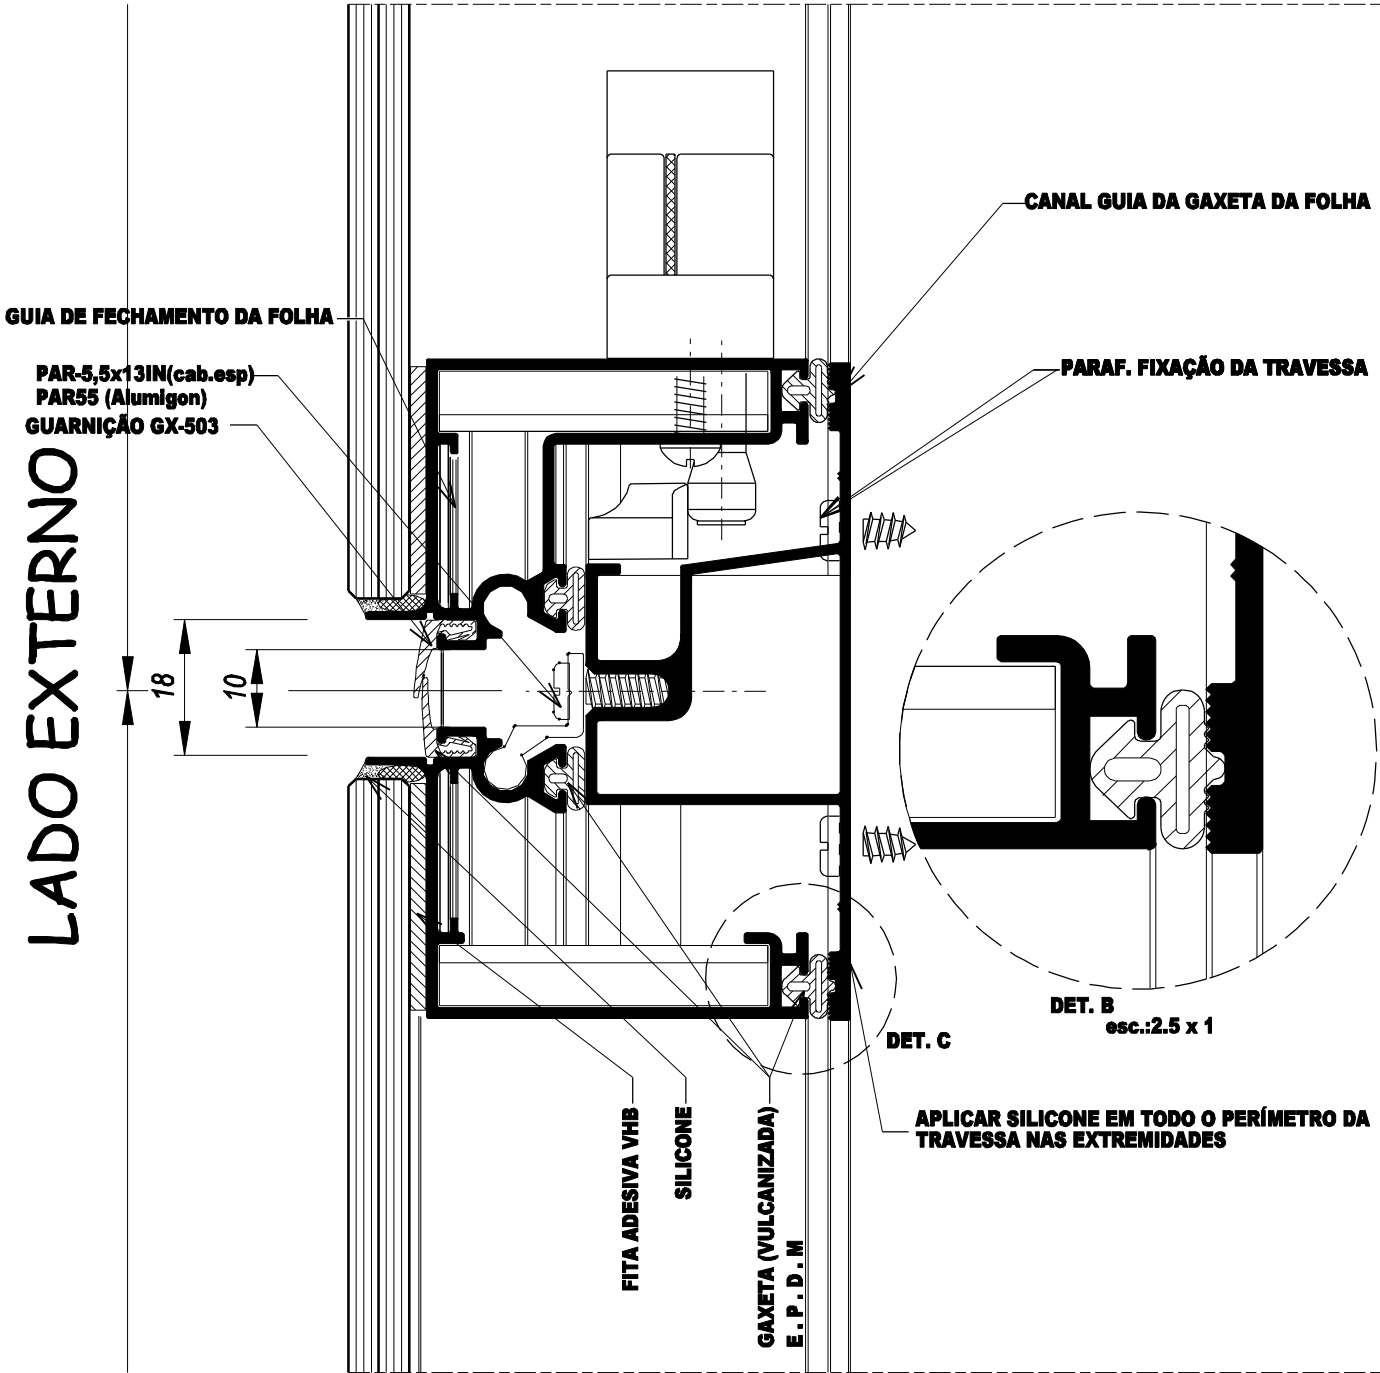 CANAL GUIA DA GAXETA DA FOLHA
GUIA DE FECHAMENTO DA FOLHA
PAR-5,5x13IN(cab.esp)
PAR55 (Alumigon)
GUARNIÇÃO GX-503
PARAF. FIXAÇÃO DA TRAVESSA
LADO EXTERNO
18
10
DET. B
esc.:2.5 x 1
DET. C
APLICAR SILICONE EM TODO O PERÍMETRO DA
TRAVESSA NAS EXTREMIDADES
FITA ADESIVA VHB
SILICONE
GAXETA (VULCANIZADA)
E . P . D . M